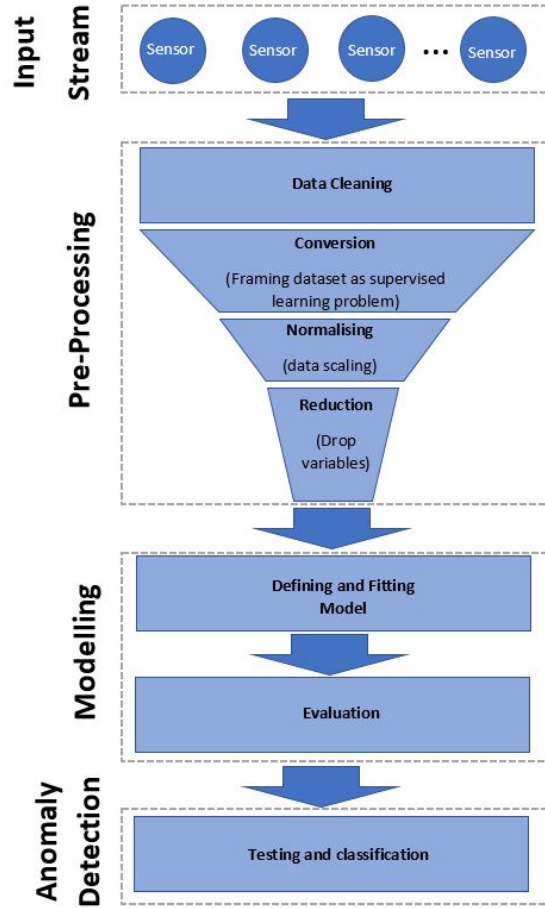 Input
Stream
Sensor
Sensor
Sensor
...
Sensor
Pre-Processing
Data Cleaning
Conversion
(Framing dataset as supervised
learning problem)
Normalising
(data scaling)
Reduction
(Drop
variables)
Modelling
Defining and Fitting
Model
Evaluation
Anomaly
Detection
Testing and classification